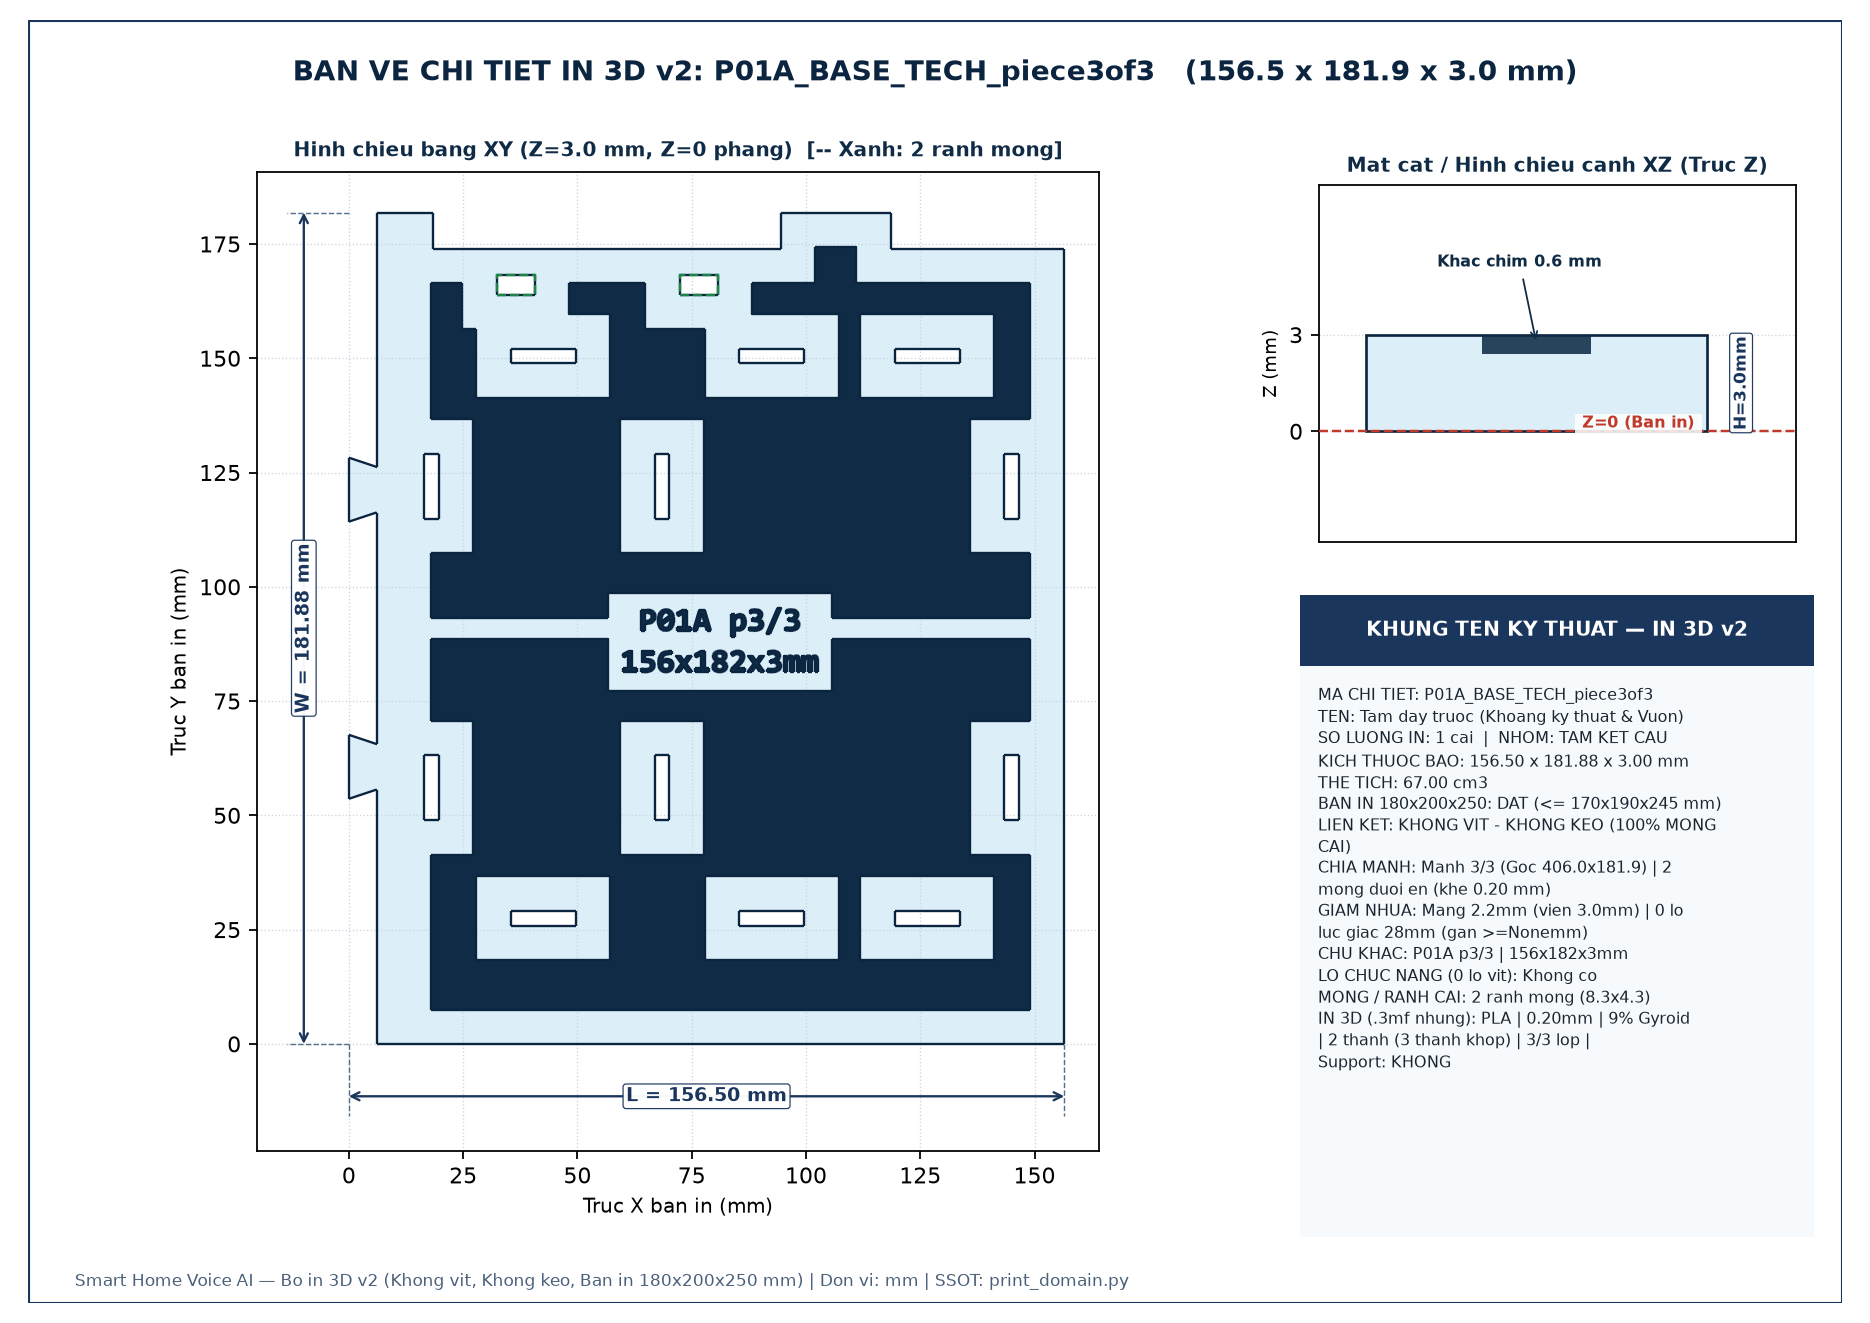 BAN VE CHI TIET IN 3D v2: P01A_BASE_TECH_piece3of3   (156.5 x 181.9 x 3.0 mm)
Hinh chieu bang XY (Z=3.0 mm, Z=0 phang)  [-- Xanh: 2 ranh mong]
175
150
125
100
75
50
25
0
Truc Y ban in (mm)
W = 181.88 mm
P01A p3/3
156x182x3mm
L = 156.50 mm
0
25
50
75
100
125
150
Truc X ban in (mm)
Mat cat / Hinh chieu canh XZ (Truc Z)
Khac chim 0.6 mm
3
0
Z (mm)
Z=0 (Ban in)
H=3.0mm
KHUNG TEN KY THUAT — IN 3D v2
MA CHI TIET: P01A_BASE_TECH_piece3of3
TEN: Tam day truoc (Khoang ky thuat & Vuon)
SO LUONG IN: 1 cai  |  NHOM: TAM KET CAU
KICH THUOC BAO: 156.50 x 181.88 x 3.00 mm
THE TICH: 67.00 cm3
BAN IN 180x200x250: DAT (<= 170x190x245 mm)
LIEN KET: KHONG VIT - KHONG KEO (100% MONG
CAI)
CHIA MANH: Manh 3/3 (Goc 406.0x181.9) | 2
mong duoi en (khe 0.20 mm)
GIAM NHUA: Mang 2.2mm (vien 3.0mm) | 0 lo
luc giac 28mm (gan >=Nonemm)
CHU KHAC: P01A p3/3 | 156x182x3mm
LO CHUC NANG (0 lo vit): Khong co
MONG / RANH CAI: 2 ranh mong (8.3x4.3)
IN 3D (.3mf nhung): PLA | 0.20mm | 9% Gyroid
| 2 thanh (3 thanh khop) | 3/3 lop |
Support: KHONG
Smart Home Voice AI — Bo in 3D v2 (Khong vit, Khong keo, Ban in 180x200x250 mm) | Don vi: mm | SSOT: print_domain.py